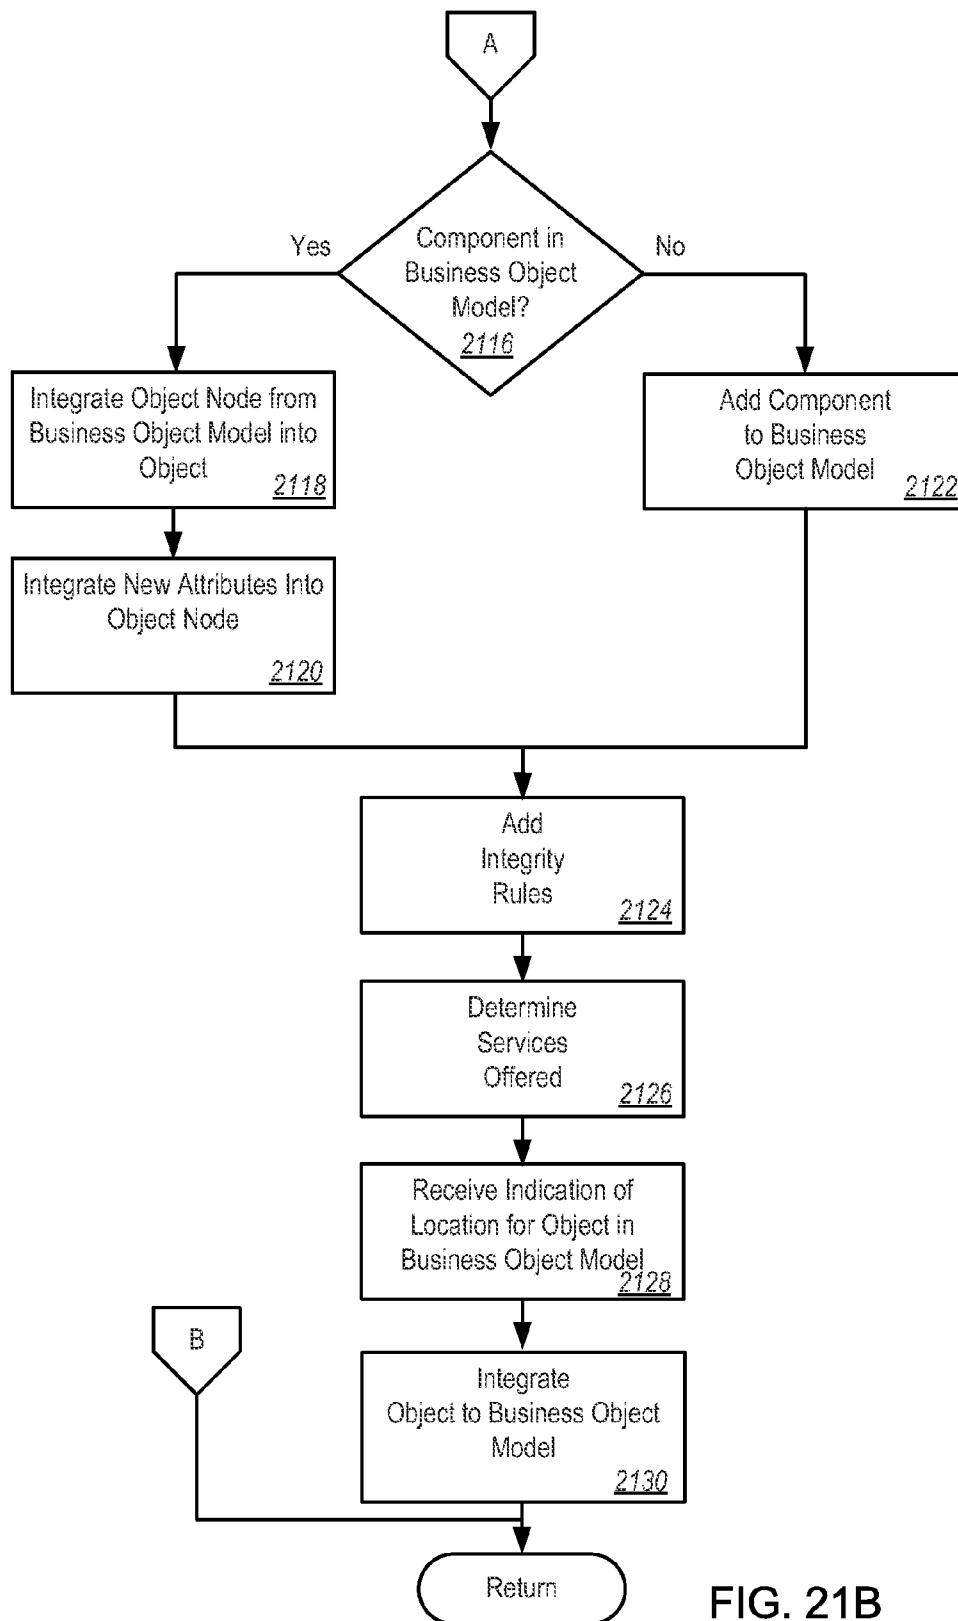 A
Yes
No
Component in
Business Object
Model?
2116
Integrate Object Node from
Business Object Model into
Object
2118
Add Component
to Business
Object Model
2122
Integrate New Attributes Into
Object Node
2120
Add
Integrity
Rules
2124
Determine
Services
Offered
2126
Receive Indication of
Location for Object in
Business Object Model
2128
B
Integrate
Object to Business Object
Model
2130
Return
FIG. 21B